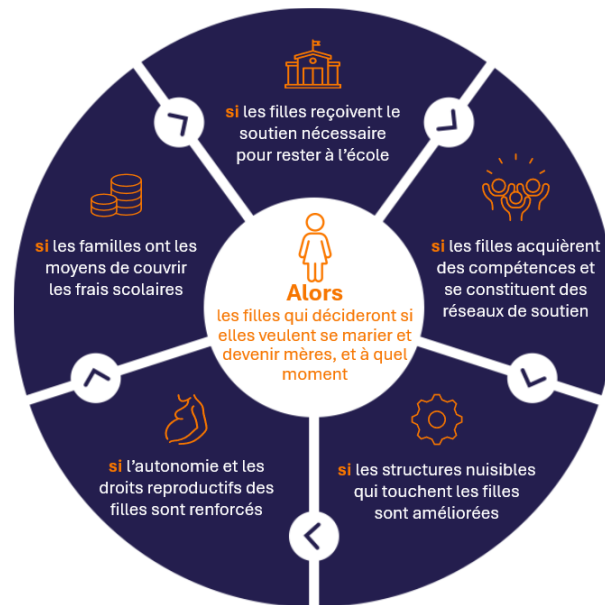 si les filles reçoivent le
soutien nécessaire
pour rester à l'école
si les filles acquièrent
des compétences et
se constituent des
réseaux de soutien
si les structures nuisibles
qui touchent les filles
sont améliorées
si l'autonomie et les
droits reproductifs des
filles sont renforcés
si les familles ont les
moyens de couvrir
les frais scolaires
Alors
les filles qui décideront si
elles veulent se marier et
devenir mères, et à quel
moment